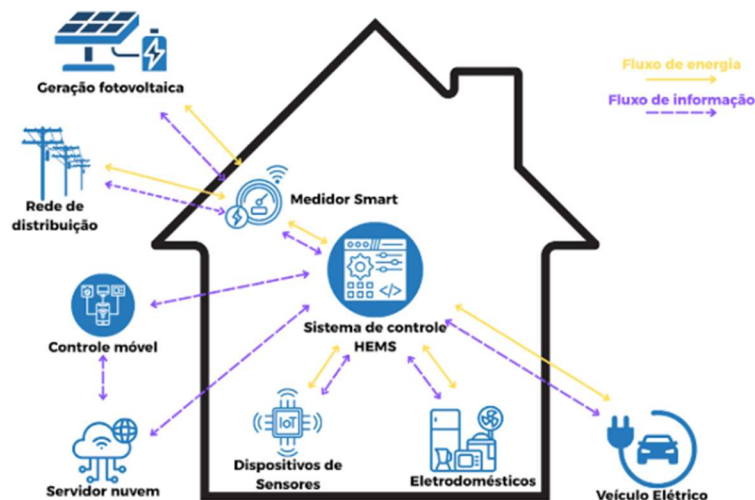 Fluxo de energia
Geração fotovoltaica
Fluxo de informação
Medidor Smart
Rede de
distribuição
Sistema de controle
HEMS
Controle móvel
IoT
Dispositivos de
Sensores
Eletrodomésticos
Servidor nuvem
Veículo Elétrico